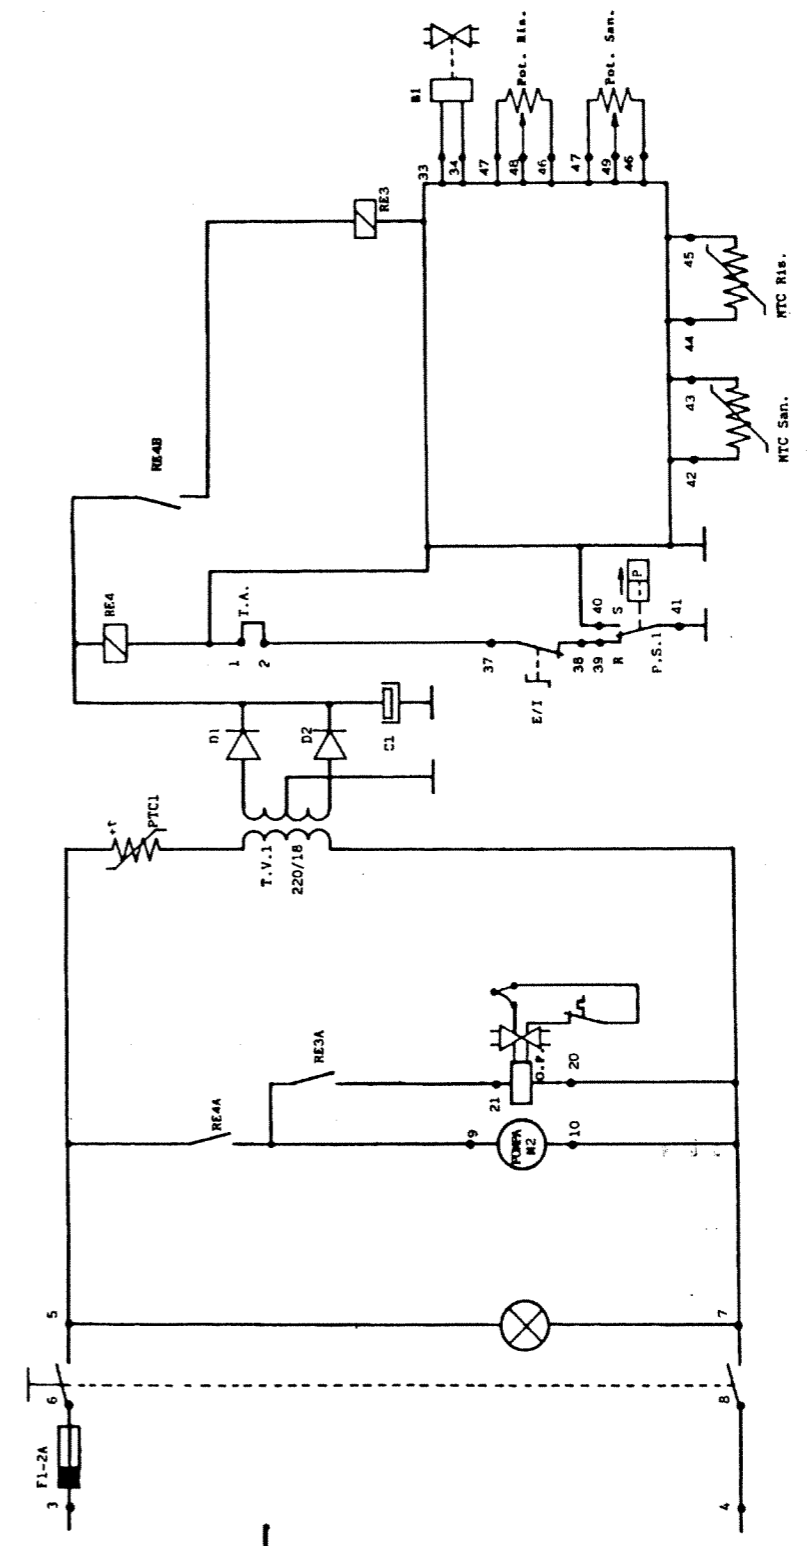 3
F1-2A
6
5
4
8
7
RE4A
9
POMPA
M2
10
RE3A
21
O.P.
20
PTC1
+t
T.V.1
220/18
D1
D2
C1
RE4
1
2
T.A.
37
E/I
38
39
40
R
S
P
P.S.1
41
RE4B
RE3
42
43
NTC San.
44
45
NTC Ris.
33
34
B1
47
48
46
Pot. Ris.
47
49
46
Pot. San.